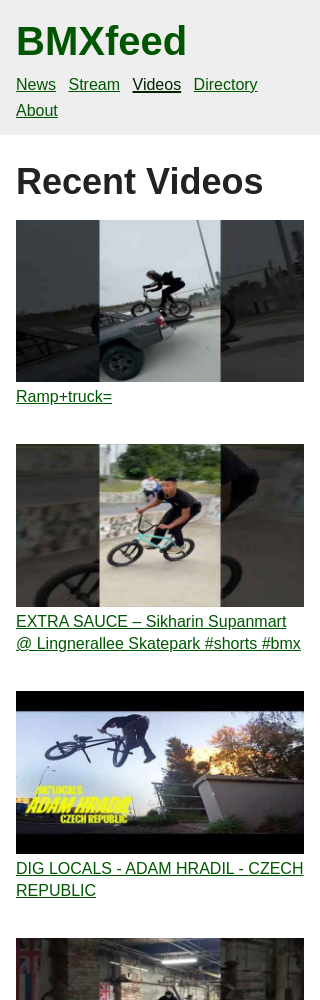 BMXfeed
News Stream Videos Directory
About
Recent Videos
Ramp+truck=
EXTRA SAUCE – Sikharin Supanmart
@ Lingnerallee Skatepark #shorts #bmx
DIG LOCALS
ADAM HRADIL
CZECH REPUBLIC
DIG LOCALS - ADAM HRADIL - CZECH
REPUBLIC